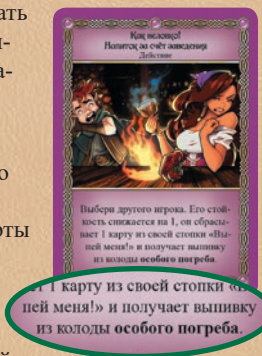 ать
Как неловко!
Напиток за счёт заведения
Действие
Выбери другого игрока. Его стой-
кость снижается на 1, он сбрасы-
вает 1 карту из своей стопки «Вы-
пей меня!» и получает выпивку
из колоды особого погреба.
рты
1 карту из своей стопки
пей меня!» и получает выпивку
из колоды особого погреба.